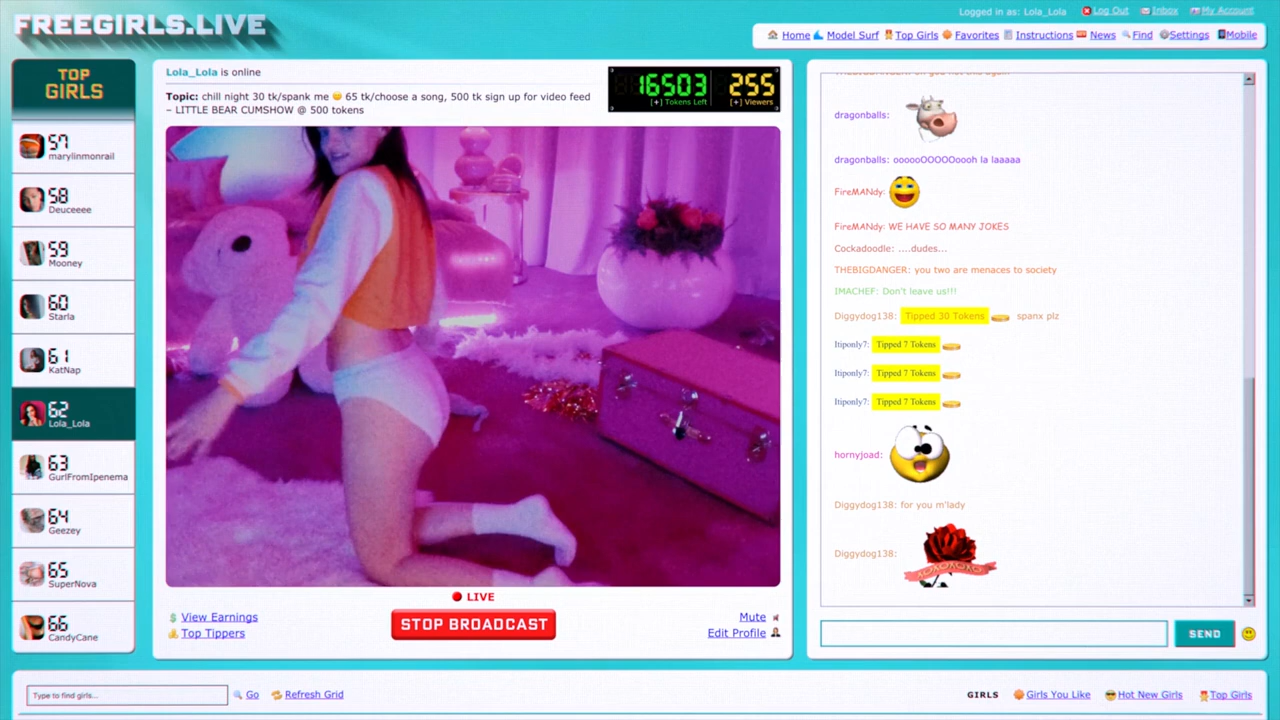 FREEGIRLS.LIVE
Logged in as: Lola_Lola Log Out Inbox My Account
Home Model Surf Top Girls Favorites Instructions News Find Settings Mobile
TOP
GIRLS
57
marylinmonrail
58
Deuceeee
59
Mooney
60
Starla
61
KatNap
62
Lola_Lola
63
GurlFromIpenema
64
Geezey
65
SuperNova
66
CandyCane
Lola_Lola is online
Topic: chill night 30 tk/spank me 65 tk/choose a song, 500 tk sign up for video feed
~ LITTLE BEAR CUMSHOW @ 500 tokens
16503 255
[+] Tokens Left [+] Viewers
LIVE
View Earnings
Top Tippers
STOP BROADCAST
Mute
Edit Profile
dragonballs:
dragonballs: oooooOOOOOoooh la laaaaa
FireMANdy:
FireMANdy: WE HAVE SO MANY JOKES
Cockadoodle: ....dudes...
THEBIGDANGER: you two are menaces to society
IMACHEF: Don't leave us!!!
Diggydog138: Tipped 30 Tokens spanx plz
Itiponly7: Tipped 7 Tokens
Itiponly7: Tipped 7 Tokens
Itiponly7: Tipped 7 Tokens
hornyjoad:
Diggydog138: for you m'lady
Diggydog138:
XOXOXOXO
SEND
Type to find girls... Go Refresh Grid
GIRLS Girls You Like Hot New Girls Top Girls